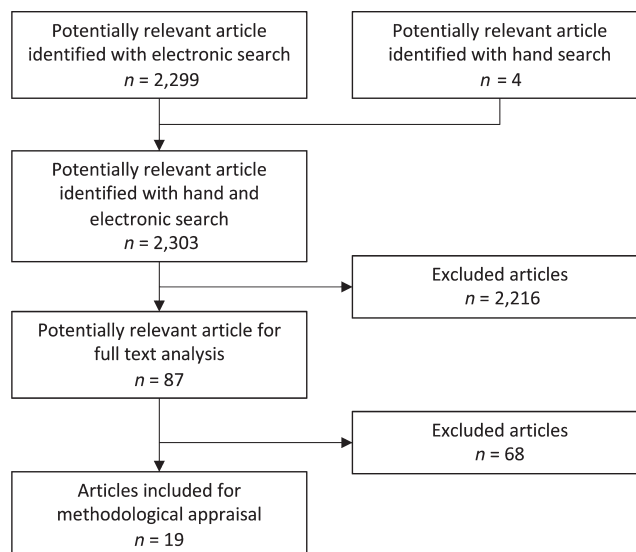 Potentially relevant article
identified with electronic search
n = 2,299
Potentially relevant article
identified with hand search
n = 4
Potentially relevant article
identified with hand and
electronic search
n = 2,303
Excluded articles
n = 2,216
Potentially relevant article for
full text analysis
n = 87
Excluded articles
n = 68
Articles included for
methodological appraisal
n = 19